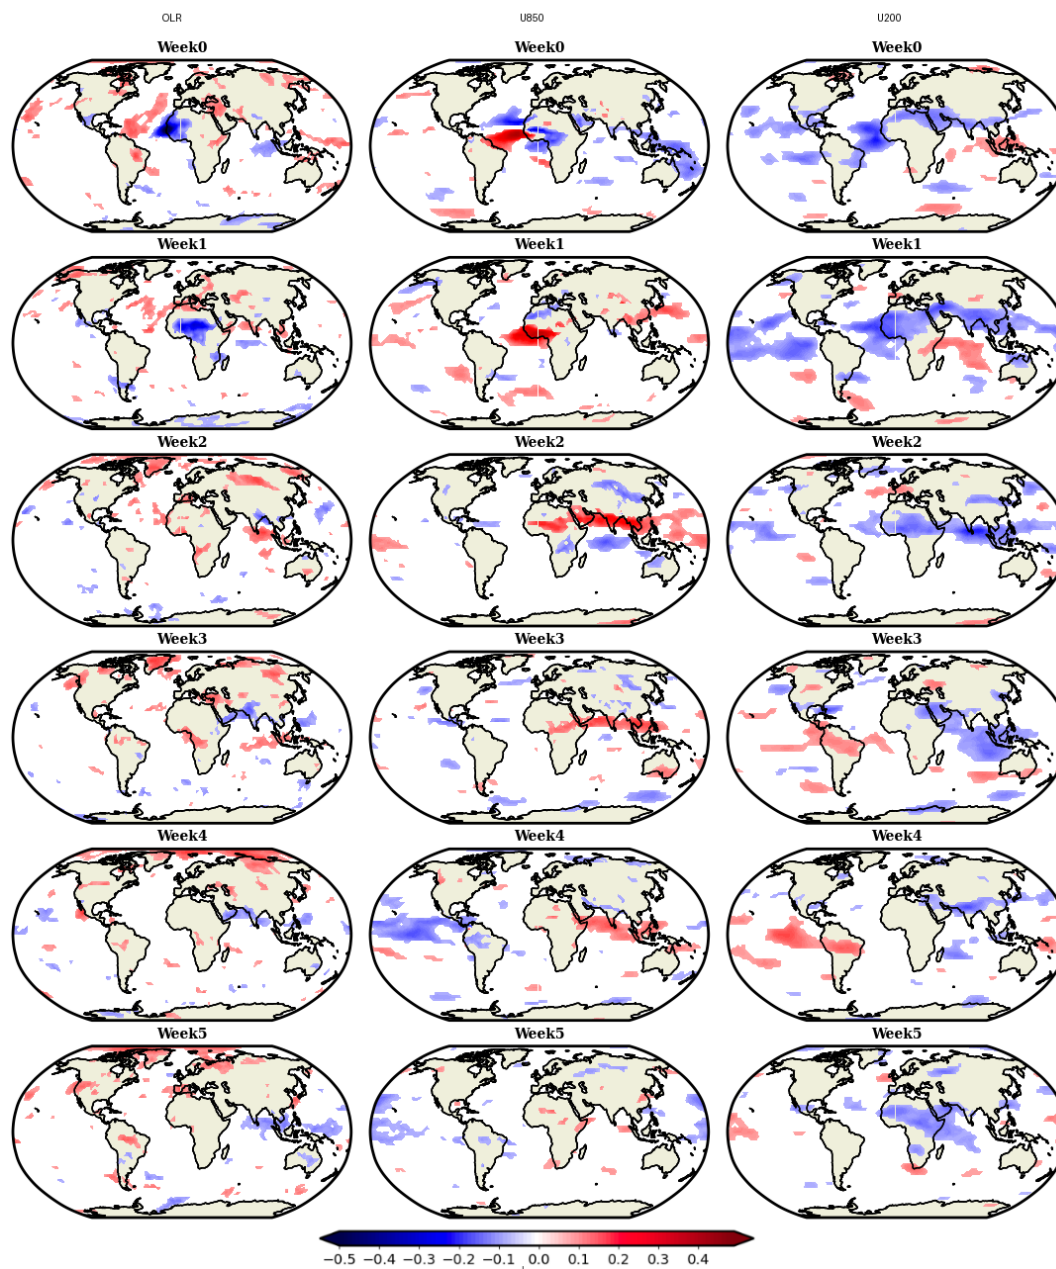 OLR U850 U200
Week0 Week0 Week0
Week1 Week1 Week1
Week2 Week2 Week2
Week3 Week3 Week3
Week4 Week4 Week4
Week5 Week5 Week5
−0.5 −0.4 −0.3 −0.2 −0.1 0.0 0.1 0.2 0.3 0.4